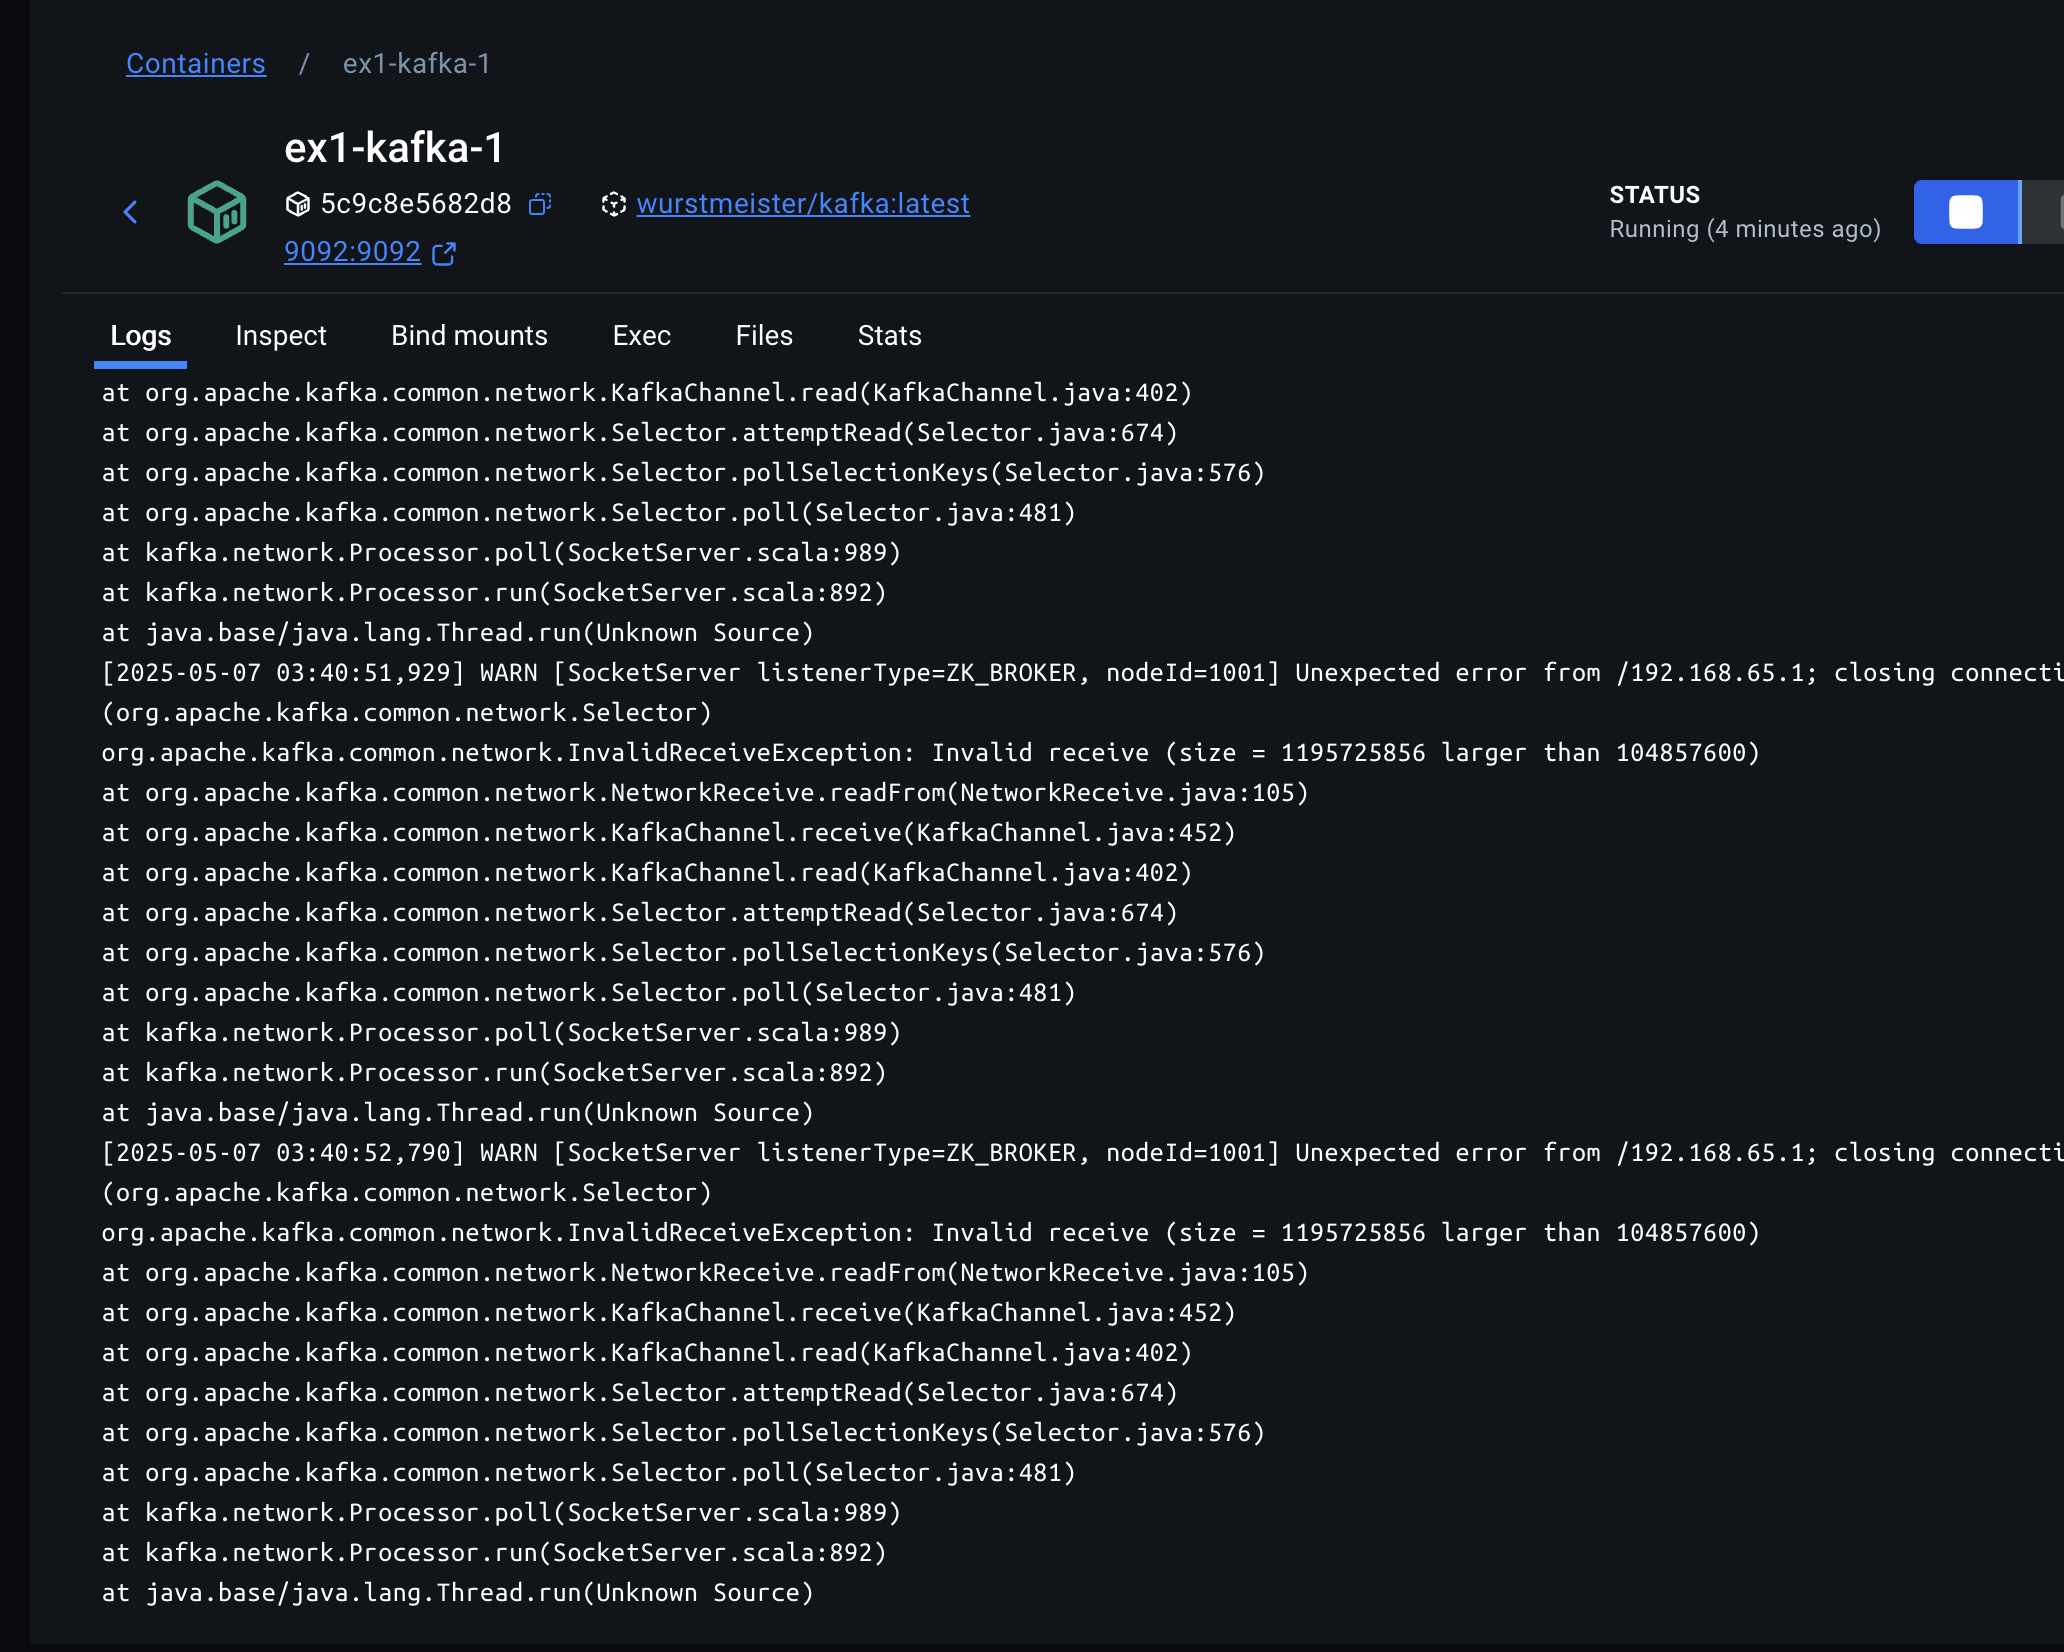 Containers / ex1-kafka-1
ex1-kafka-1
5c9c8e5682d8 wurstmeister/kafka:latest
9092:9092
STATUS
Running (4 minutes ago)
Logs Inspect Bind mounts Exec Files Stats
at org.apache.kafka.common.network.KafkaChannel.read(KafkaChannel.java:402)
at org.apache.kafka.common.network.Selector.attemptRead(Selector.java:674)
at org.apache.kafka.common.network.Selector.pollSelectionKeys(Selector.java:576)
at org.apache.kafka.common.network.Selector.poll(Selector.java:481)
at kafka.network.Processor.poll(SocketServer.scala:989)
at kafka.network.Processor.run(SocketServer.scala:892)
at java.base/java.lang.Thread.run(Unknown Source)
[2025-05-07 03:40:51,929] WARN [SocketServer listenerType=ZK_BROKER, nodeId=1001] Unexpected error from /192.168.65.1; closing connecti
(org.apache.kafka.common.network.Selector)
org.apache.kafka.common.network.InvalidReceiveException: Invalid receive (size = 1195725856 larger than 104857600)
at org.apache.kafka.common.network.NetworkReceive.readFrom(NetworkReceive.java:105)
at org.apache.kafka.common.network.KafkaChannel.receive(KafkaChannel.java:452)
at org.apache.kafka.common.network.KafkaChannel.read(KafkaChannel.java:402)
at org.apache.kafka.common.network.Selector.attemptRead(Selector.java:674)
at org.apache.kafka.common.network.Selector.pollSelectionKeys(Selector.java:576)
at org.apache.kafka.common.network.Selector.poll(Selector.java:481)
at kafka.network.Processor.poll(SocketServer.scala:989)
at kafka.network.Processor.run(SocketServer.scala:892)
at java.base/java.lang.Thread.run(Unknown Source)
[2025-05-07 03:40:52,790] WARN [SocketServer listenerType=ZK_BROKER, nodeId=1001] Unexpected error from /192.168.65.1; closing connecti
(org.apache.kafka.common.network.Selector)
org.apache.kafka.common.network.InvalidReceiveException: Invalid receive (size = 1195725856 larger than 104857600)
at org.apache.kafka.common.network.NetworkReceive.readFrom(NetworkReceive.java:105)
at org.apache.kafka.common.network.KafkaChannel.receive(KafkaChannel.java:452)
at org.apache.kafka.common.network.KafkaChannel.read(KafkaChannel.java:402)
at org.apache.kafka.common.network.Selector.attemptRead(Selector.java:674)
at org.apache.kafka.common.network.Selector.pollSelectionKeys(Selector.java:576)
at org.apache.kafka.common.network.Selector.poll(Selector.java:481)
at kafka.network.Processor.poll(SocketServer.scala:989)
at kafka.network.Processor.run(SocketServer.scala:892)
at java.base/java.lang.Thread.run(Unknown Source)